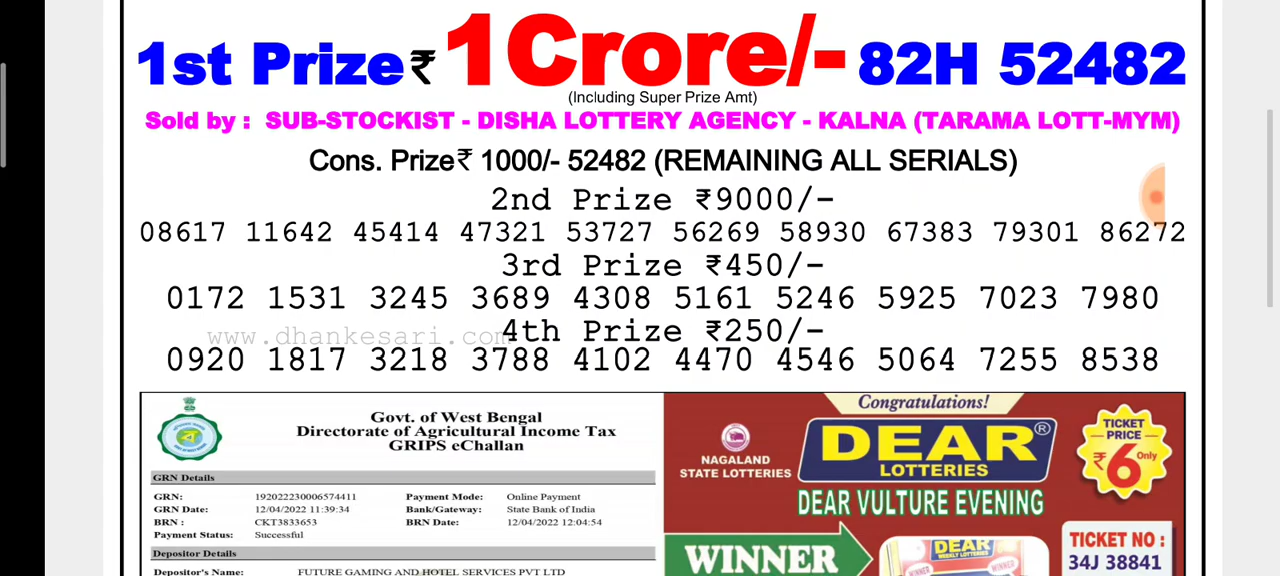 1st Prize ₹ 1Crore/- 82H 52482
(Including Super Prize Amt)
Sold by : SUB-STOCKIST - DISHA LOTTERY AGENCY - KALNA (TARAMA LOTT-MYM)
Cons. Prize ₹ 1000/- 52482 (REMAINING ALL SERIALS)
2nd Prize ₹9000/-
08617 11642 45414 47321 53727 56269 58930 67383 79301 86272
3rd Prize ₹450/-
0172 1531 3245 3689 4308 5161 5246 5925 7023 7980
www.dhankesari.com
4th Prize ₹250/-
0920 1817 3218 3788 4102 4470 4546 5064 7255 8538
Govt. of West Bengal
Directorate of Agricultural Income Tax
GRIPS eChallan
GRN Details
GRN: 192022230006574411 Payment Mode: Online Payment
GRN Date: 12/04/2022 11:39:34 Bank/Gateway: State Bank of India
BRN : CKT3833653 BRN Date: 12/04/2022 12:04:54
Payment Status: Successful
Depositor Details
Depositor's Name: FUTURE GAMING AND HOTEL SERVICES PVT LTD
Congratulations!
NAGALAND
STATE LOTTERIES
DEAR®
LOTTERIES
TICKET
PRICE
₹6 Only
DEAR VULTURE EVENING
WINNER
DEAR
WEEKLY LOTTERIES
WINNER
WINNER
TICKET NO :
34J 38841